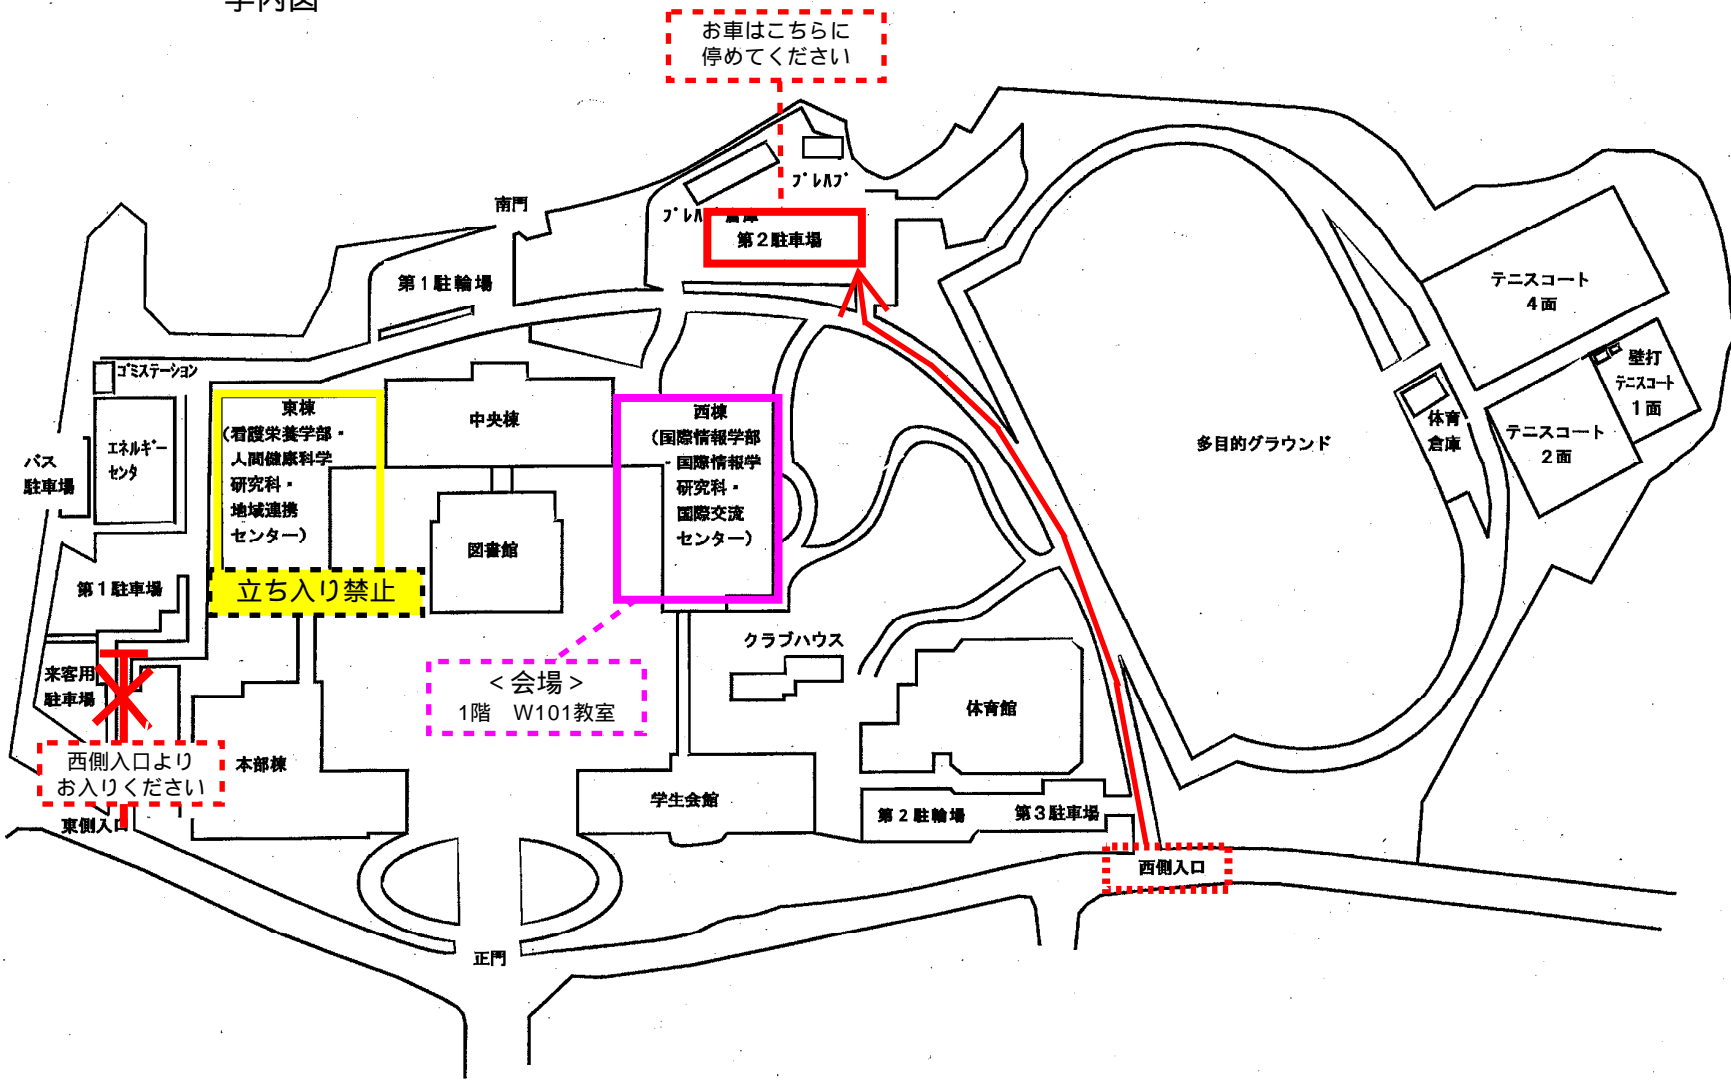 学内図
お車はこちらに
停めてください
ﾌﾟﾚﾊﾌﾞ
南門
第2駐車場
第1駐輪場
テニスコート
4面
ｺﾞﾐｽﾃｰｼｮﾝ
壁打
ﾃﾆｽｺｰﾄ
1面
東棟
(看護栄養学部・
人間健康科学
研究科・
地域連携
センター)
中央棟
西棟
(国際情報学部
・国際情報学
研究科・
国際交流
センター)
体育
倉庫
テニスコート
2面
多目的グラウンド
エネルギー
センタ
バス
駐車場
図書館
第1駐車場
立ち入り禁止
クラブハウス
来客用
駐車場
<会場>
1階 W101教室
体育館
西側入口より
お入りください
本部棟
学生会館
第2駐輪場
第3駐車場
東側入口
西側入口
正門